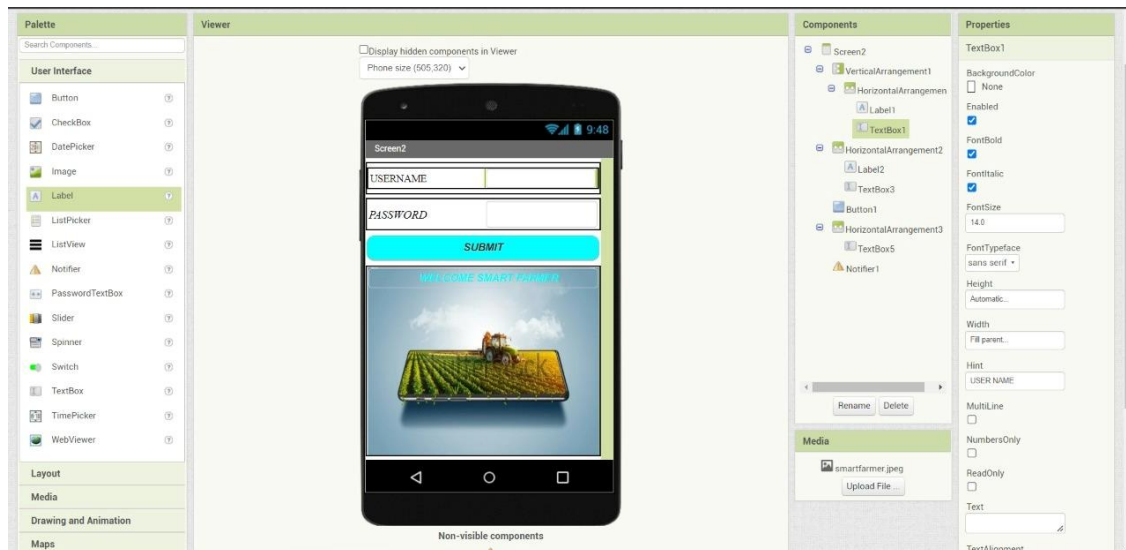 Palette
Search Components...
User Interface
Button
CheckBox
DatePicker
Image
Label
ListPicker
ListView
Notifier
PasswordTextBox
Slider
Spinner
Switch
TextBox
TimePicker
WebViewer
Layout
Media
Drawing and Animation
Maps
Viewer
Display hidden components in Viewer
Phone size (505,320)
9:48
Screen2
USERNAME
PASSWORD
SUBMIT
WELCOME SMART FARMER
Non-visible components
Components
Screen2
VerticalArrangement1
HorizontalArrangemen
Label1
TextBox1
HorizontalArrangement2
Label2
TextBox3
Button1
HorizontalArrangement3
TextBox5
Notifier1
Rename Delete
Media
smartfarmer.jpeg
Upload File ...
Properties
TextBox1
BackgroundColor
None
Enabled
FontBold
FontItalic
FontSize
14.0
FontTypeface
sans serif
Height
Automatic...
Width
Fill parent...
Hint
USER NAME
MultiLine
NumbersOnly
ReadOnly
Text
TextAlignment